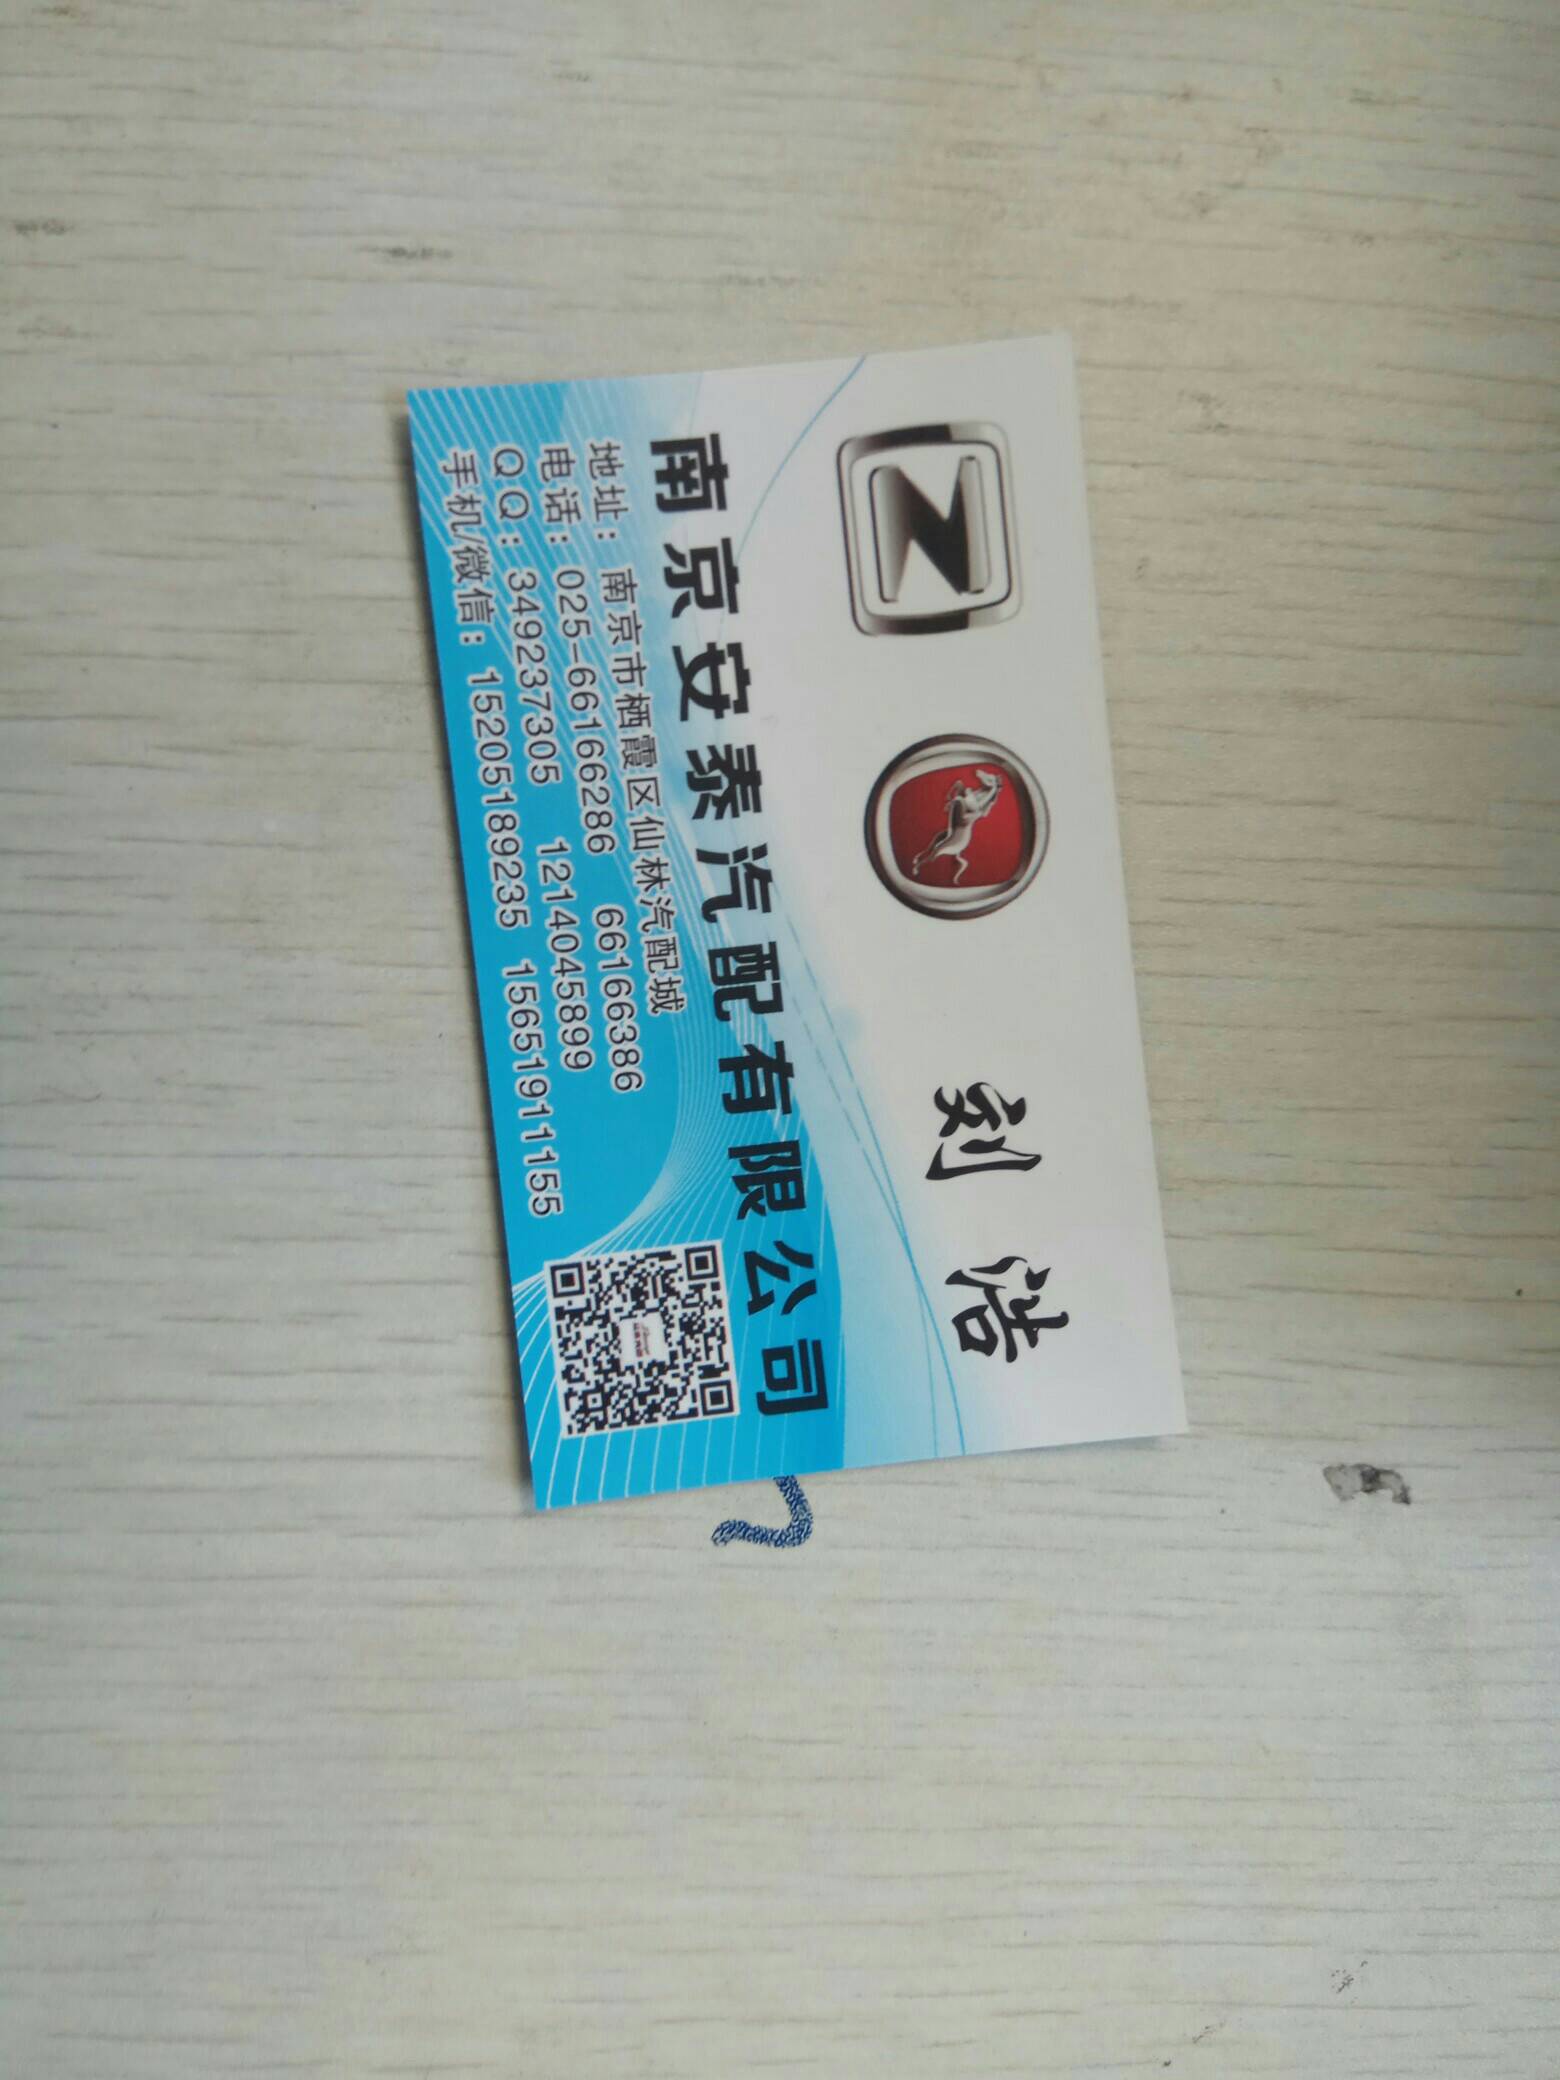 刘 浩
南京安泰汽配有限公司
地址：南京市栖霞区仙林汽配城
电话：025-66166286 66166386
QQ：349237305 1214045899
手机/微信：15205189235 15651911155